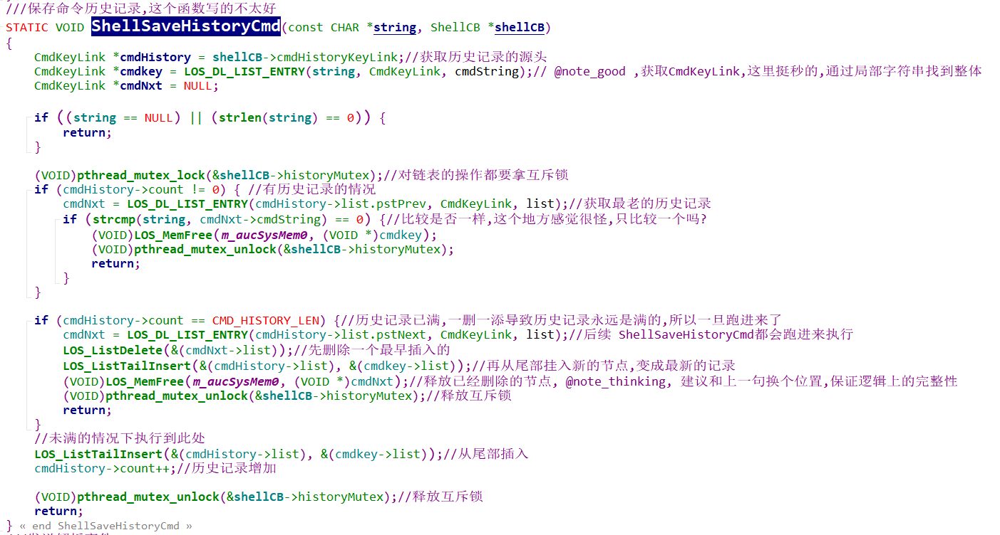 ///保存命令历史记录,这个函数写的不太好
STATIC VOID ShellSaveHistoryCmd(const CHAR *string, ShellCB *shellCB)
{
    CmdKeyLink *cmdHistory = shellCB->cmdHistoryKeyLink;//获取历史记录的源头
    CmdKeyLink *cmdkey = LOS_DL_LIST_ENTRY(string, CmdKeyLink, cmdString);// @note_good ,获取CmdKeyLink,这里挺秒的,通过局部字符串找到整体
    CmdKeyLink *cmdNxt = NULL;

    if ((string == NULL) || (strlen(string) == 0)) {
        return;
    }

    (VOID)pthread_mutex_lock(&shellCB->historyMutex);//对链表的操作都要拿互斥锁
    if (cmdHistory->count != 0) { //有历史记录的情况
        cmdNxt = LOS_DL_LIST_ENTRY(cmdHistory->list.pstPrev, CmdKeyLink, list);//获取最老的历史记录
        if (strcmp(string, cmdNxt->cmdString) == 0) {//比较是否一样,这个地方感觉很怪,只比较一个吗?
            (VOID)LOS_MemFree(m_aucSysMem0, (VOID *)cmdkey);
            (VOID)pthread_mutex_unlock(&shellCB->historyMutex);
            return;
        }
    }

    if (cmdHistory->count == CMD_HISTORY_LEN) {//历史记录已满,一删一添导致历史记录永远是满的,所以一旦跑进来了
        cmdNxt = LOS_DL_LIST_ENTRY(cmdHistory->list.pstNext, CmdKeyLink, list);//后续 ShellSaveHistoryCmd都会跑进来执行
        LOS_ListDelete(&(cmdNxt->list));//先删除一个最早插入的
        LOS_ListTailInsert(&(cmdHistory->list), &(cmdkey->list));//再从尾部挂入新的节点,变成最新的记录
        (VOID)LOS_MemFree(m_aucSysMem0, (VOID *)cmdNxt);//释放已经删除的节点, @note_thinking, 建议和上一句换个位置,保证逻辑上的完整性
        (VOID)pthread_mutex_unlock(&shellCB->historyMutex);//释放互斥锁
        return;
    }
    //未满的情况下执行到此处
    LOS_ListTailInsert(&(cmdHistory->list), &(cmdkey->list));//从尾部插入
    cmdHistory->count++;//历史记录增加

    (VOID)pthread_mutex_unlock(&shellCB->historyMutex);//释放互斥锁
    return;
} « end ShellSaveHistoryCmd »